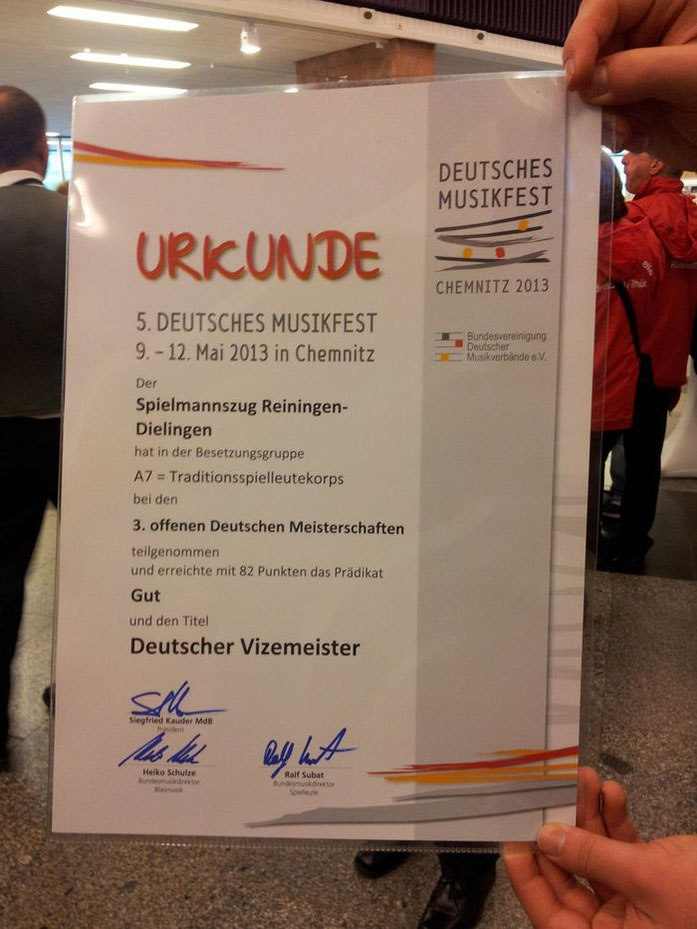 URKUNDE
5. DEUTSCHES MUSIKFEST
9. – 12. Mai 2013 in Chemnitz
Der
Spielmannszug Reiningen-
Dielingen
hat in der Besetzungsgruppe
A7 = Traditionsspielleutekorps
bei den
3. offenen Deutschen Meisterschaften
teilgenommen
und erreichte mit 82 Punkten das Prädikat
Gut
und den Titel
Deutscher Vizemeister
Siegfried Kauder MdB
Präsident
Heiko Schulze
Bundesmusikdirektor
Blasmusik
Ralf Subat
Bundesmusikdirektor
Spielleute
DEUTSCHES
MUSIKFEST
CHEMNITZ 2013
Bundesvereinigung
Deutscher
Musikverbände e.V.